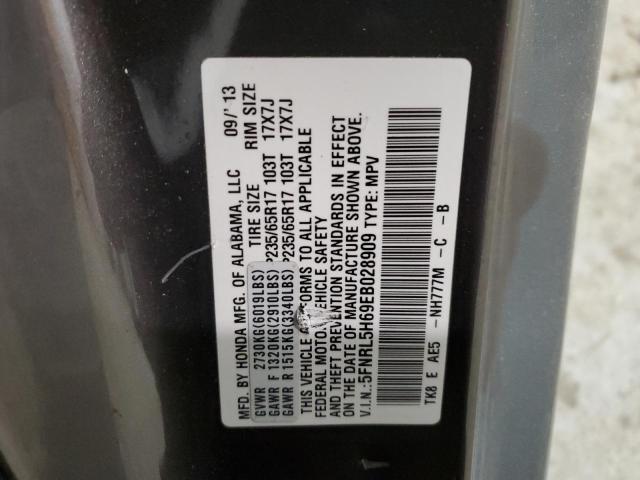 MFD. BY HONDA MFG. OF ALABAMA, LLC 09/'13
TIRE SIZE RIM SIZE
GVWR 2730KG(6019LBS)
GAWR F 1320KG(2910LBS) P235/65R17 103T 17X7J
GAWR R 1515KG(3340LBS) P235/65R17 103T 17X7J
THIS VEHICLE CONFORMS TO ALL APPLICABLE
FEDERAL MOTOR VEHICLE SAFETY
AND THEFT PREVENTION STANDARDS IN EFFECT
ON THE DATE OF MANUFACTURE SHOWN ABOVE.
V.I.N.:5FNRL5H69EB028909 TYPE: MPV
TK8 E AE5 -NH777M -C -B